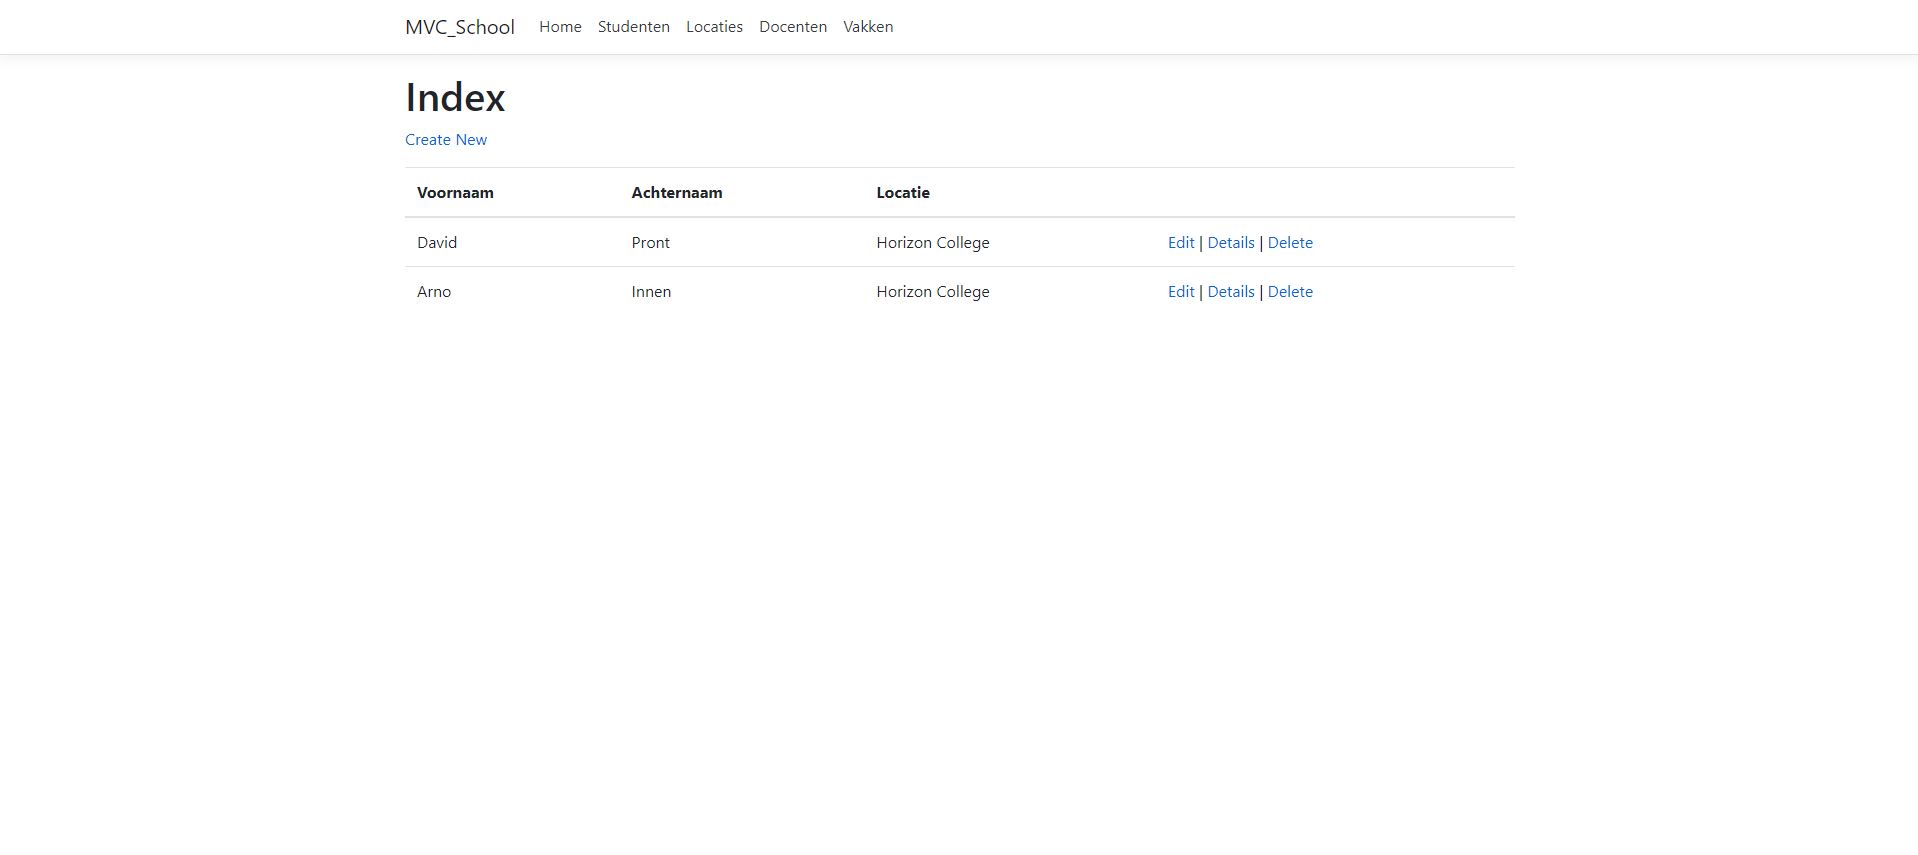 MVC_School Home Studenten Locaties Docenten Vakken
Index
Create New
Voornaam Achternaam Locatie
David Pront Horizon College Edit | Details | Delete
Arno Innen Horizon College Edit | Details | Delete